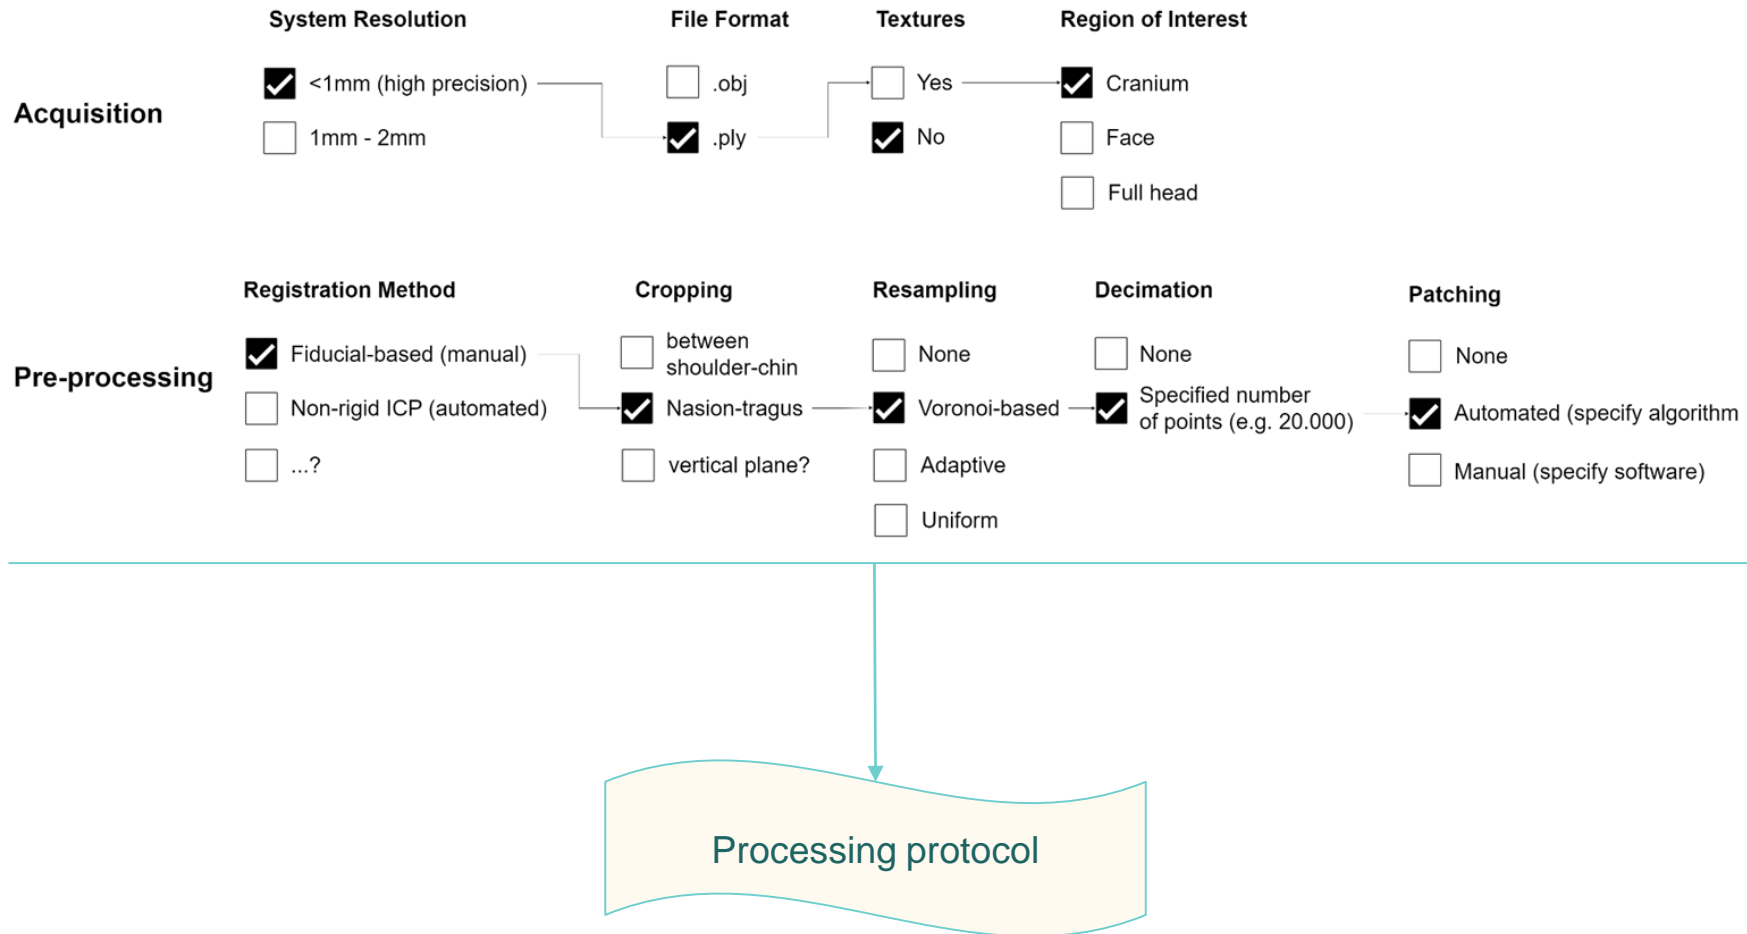 System Resolution
File Format
Textures
Region of Interest
Acquisition
<1mm (high precision)
1mm - 2mm
.obj
.ply
Yes
No
Cranium
Face
Full head
Pre-processing
Registration Method
Fiducial-based (manual)
Non-rigid ICP (automated)
...?
Cropping
between
shoulder-chin
Nasion-tragus
vertical plane?
Resampling
None
Voronoi-based
Adaptive
Uniform
Decimation
None
Specified number
of points (e.g. 20.000)
Patching
None
Automated (specify algorithm
Manual (specify software)
Processing protocol